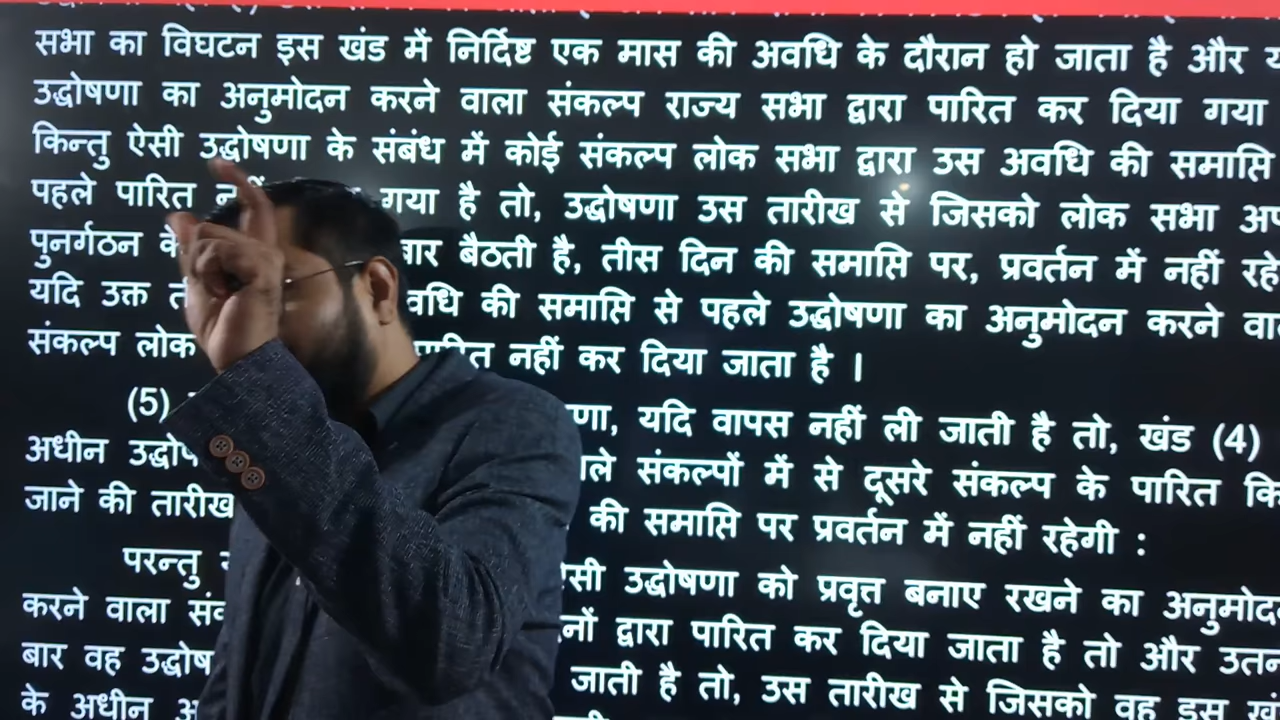 सभा का विघटन इस खंड में निर्दिष्ट एक मास की अवधि के दौरान हो जाता है और
उद्घोषणा का अनुमोदन करने वाला संकल्प राज्य सभा द्वारा पारित कर दिया गया
किन्तु ऐसी उद्घोषणा के संबंध में कोई संकल्प लोक सभा द्वारा उस अवधि की समाप्ति
पहले पारित गया है तो, उद्घोषणा उस तारीख से जिसको लोक सभा
पुनर्गठन बैठती है, तीस दिन की समाप्ति पर, प्रवर्तन में नहीं
यदि उक्त की समाप्ति से पहले उद्घोषणा का अनुमोदन करने
संकल्प लोक नहीं कर दिया जाता है ।
(5) यदि वापस नहीं ली जाती है तो, खंड (4)
अधीन संकल्पों में से दूसरे संकल्प के पारित
जाने की तारीख की समाप्ति पर प्रवर्तन में नहीं रहेगी :
परन्तु उद्घोषणा को प्रवृत्त बनाए रखने का
करने वाला द्वारा पारित कर दिया जाता है तो और
बार वह जाती है तो, उस तारीख से जिसको वह इस
के अधीन